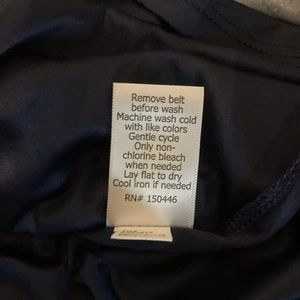 Remove belt
before wash
Machine wash cold
with like colors
Gentle cycle
Only non-
chlorine bleach
when needed
Lay flat to dry
Cool iron if needed
RN# 150446